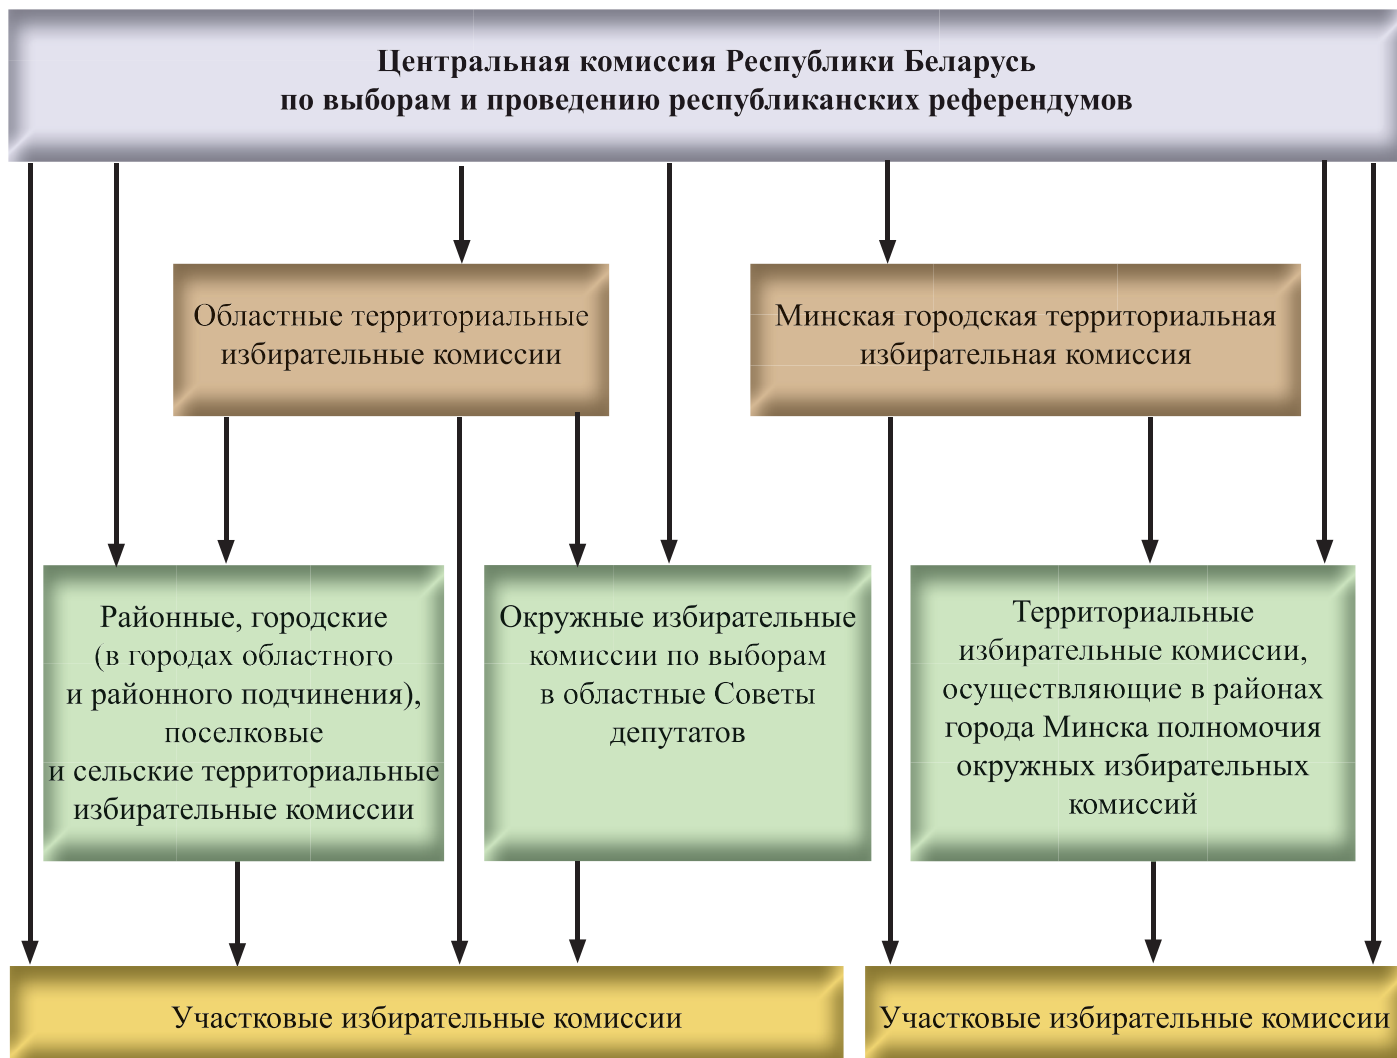 Центральная комиссия Республики Беларусь
по выборам и проведению республиканских референдумов
Областные территориальные
избирательные комиссии
Минская городская территориальная
избирательная комиссия
Районные, городские
(в городах областного
и районного подчинения),
поселковые
и сельские территориальные
избирательные комиссии
Окружные избирательные
комиссии по выборам
в областные Советы
депутатов
Территориальные
избирательные комиссии,
осуществляющие в районах
города Минска полномочия
окружных избирательных
комиссий
Участковые избирательные комиссии
Участковые избирательные комиссии